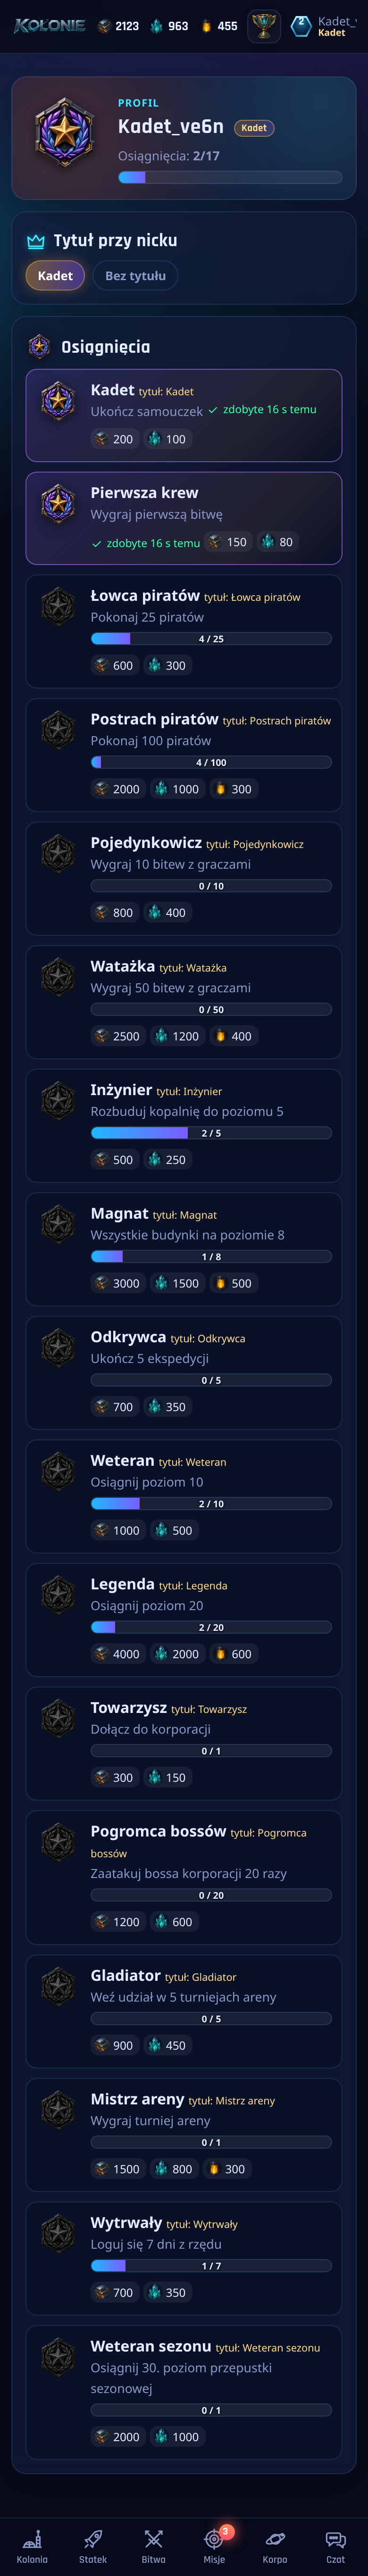 KOLONIE 2123 963 455 2 Kadet_v
Kadet
PROFIL
Kadet_ve6n Kadet
Osiągnięcia: 2/17
Tytuł przy nicku
Kadet Bez tytułu
Osiągnięcia
Kadet tytuł: Kadet
Ukończ samouczek ✓ zdobyte 16 s temu
200 100
Pierwsza krew
Wygraj pierwszą bitwę
✓ zdobyte 16 s temu 150 80
Łowca piratów tytuł: Łowca piratów
Pokonaj 25 piratów
4 / 25
600 300
Postrach piratów tytuł: Postrach piratów
Pokonaj 100 piratów
4 / 100
2000 1000 300
Pojedynkowicz tytuł: Pojedynkowicz
Wygraj 10 bitew z graczami
0 / 10
800 400
Watażka tytuł: Watażka
Wygraj 50 bitew z graczami
0 / 50
2500 1200 400
Inżynier tytuł: Inżynier
Rozbuduj kopalnię do poziomu 5
2 / 5
500 250
Magnat tytuł: Magnat
Wszystkie budynki na poziomie 8
1 / 8
3000 1500 500
Odkrywca tytuł: Odkrywca
Ukończ 5 ekspedycji
0 / 5
700 350
Weteran tytuł: Weteran
Osiągnij poziom 10
2 / 10
1000 500
Legenda tytuł: Legenda
Osiągnij poziom 20
2 / 20
4000 2000 600
Towarzysz tytuł: Towarzysz
Dołącz do korporacji
0 / 1
300 150
Pogromca bossów tytuł: Pogromca
bossów
Zaatakuj bossa korporacji 20 razy
0 / 20
1200 600
Gladiator tytuł: Gladiator
Weź udział w 5 turniejach areny
0 / 5
900 450
Mistrz areny tytuł: Mistrz areny
Wygraj turniej areny
0 / 1
1500 800 300
Wytrwały tytuł: Wytrwały
Loguj się 7 dni z rzędu
1 / 7
700 350
Weteran sezonu tytuł: Weteran sezonu
Osiągnij 30. poziom przepustki
sezonowej
0 / 1
2000 1000
3
Kolonia Statek Bitwa Misje Korpo Czat